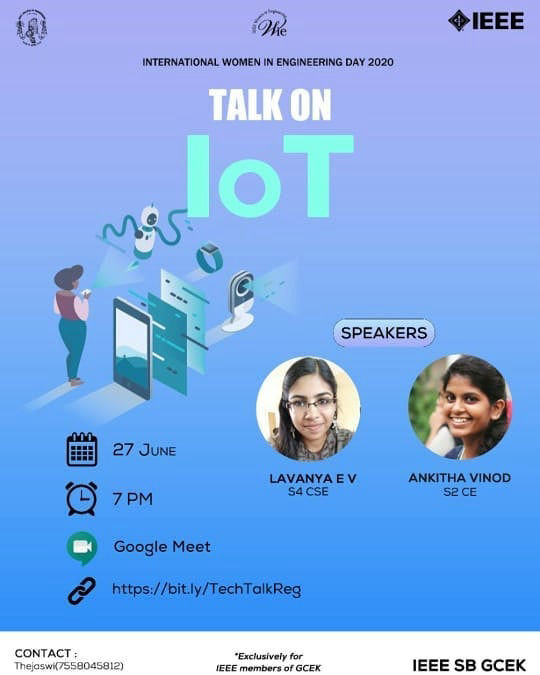 Wie
IEEE
INTERNATIONAL WOMEN IN ENGINEERING DAY 2020
TALK ON
IoT
SPEAKERS
LAVANYA E V
S4 CSE
ANKITHA VINOD
S2 CE
27 JUNE
7 PM
Google Meet
https://bit.ly/TechTalkReg
CONTACT :
Thejaswi(7558045812)
*Exclusively for
IEEE members of GCEK
IEEE SB GCEK